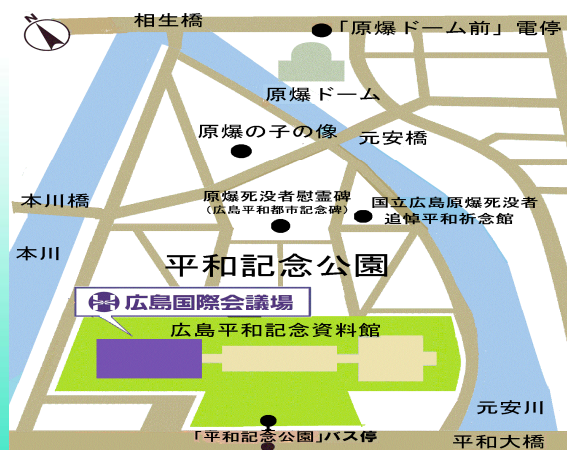 N
相生橋
「原爆ドーム前」電停
原爆ドーム
原爆の子の像
元安橋
本川橋
原爆死没者慰霊碑
(広島平和都市記念碑)
国立広島原爆死没者
追悼平和祈念館
本川
平和記念公園
広島国際会議場
広島平和記念資料館
元安川
「平和記念公園」バス停
平和大橋